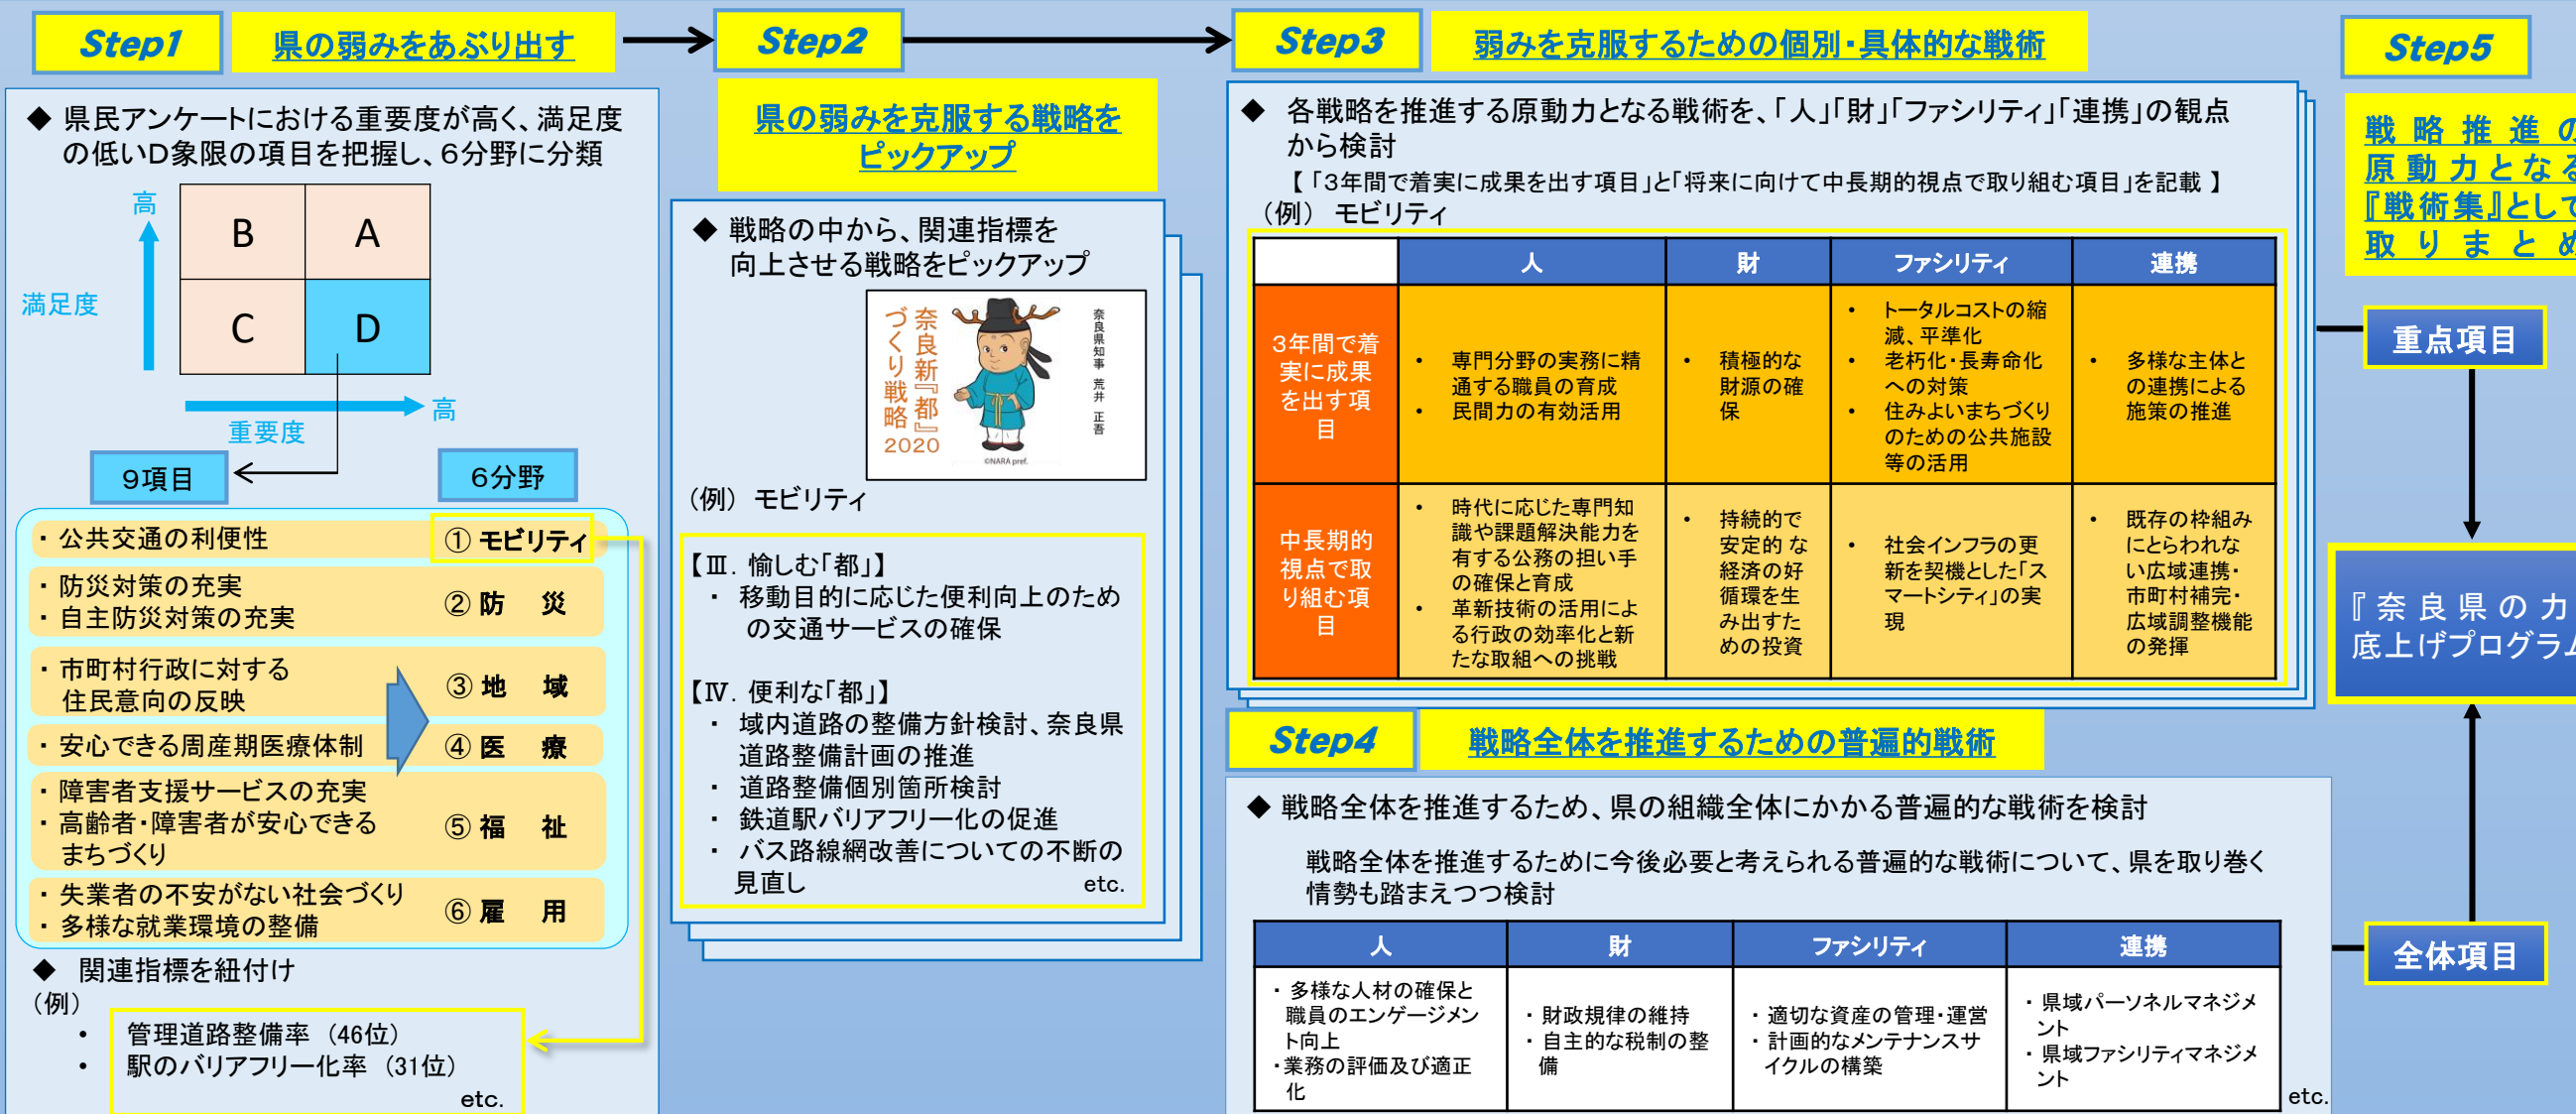 Step1
県の弱みをあぶり出す
◆ 県民アンケートにおける重要度が高く、満足度
の低いD象限の項目を把握し、6分野に分類
高
B
A
満足度
C
D
高
重要度
9項目
6分野
・公共交通の利便性
① モビリティ
・防災対策の充実
・自主防災対策の充実
② 防 災
・市町村行政に対する
住民意向の反映
③ 地 域
・安心できる周産期医療体制
④ 医 療
・障害者支援サービスの充実
・高齢者・障害者が安心できる
まちづくり
⑤ 福 祉
・失業者の不安がない社会づくり
・多様な就業環境の整備
⑥ 雇 用
◆ 関連指標を紐付け
(例)
• 管理道路整備率 (46位)
• 駅のバリアフリー化率 (31位)
etc.
Step2
県の弱みを克服する戦略を
ピックアップ
◆ 戦略の中から、関連指標を
向上させる戦略をピックアップ
奈良新『都』
づくり戦略
2020
奈良県知事 荒井 正吾
©NARA pref.
(例) モビリティ
【Ⅲ. 愉しむ「都」】
・ 移動目的に応じた便利向上のため
の交通サービスの確保
【Ⅳ. 便利な「都」】
・ 域内道路の整備方針検討、奈良県
道路整備計画の推進
・ 道路整備個別箇所検討
・ 鉄道駅バリアフリー化の促進
・ バス路線網改善についての不断の
見直し
etc.
Step3
弱みを克服するための個別・具体的な戦術
◆ 各戦略を推進する原動力となる戦術を、「人」「財」「ファシリティ」「連携」の観点
から検討
【「3年間で着実に成果を出す項目」と「将来に向けて中長期的視点で取り組む項目」を記載 】
(例) モビリティ
人
財
ファシリティ
連携
3年間で着
実に成果
を出す項
目
• 専門分野の実務に精
通する職員の育成
• 民間力の有効活用
• 積極的な
財源の確
保
• トータルコストの縮
減、平準化
• 老朽化・長寿命化
への対策
• 住みよいまちづくり
のための公共施設
等の活用
• 多様な主体と
の連携による
施策の推進
中長期的
視点で取
り組む項
目
• 時代に応じた専門知
識や課題解決能力を
有する公務の担い手
の確保と育成
• 革新技術の活用によ
る行政の効率化と新
たな取組への挑戦
• 持続的で
安定的 な
経済の好
循環を生
み出すた
めの投資
• 社会インフラの更
新を契機とした「ス
マートシティ」の実
現
• 既存の枠組み
にとらわれな
い広域連携・
市町村補完・
広域調整機能
の発揮
Step4
戦略全体を推進するための普遍的戦術
◆ 戦略全体を推進するため、県の組織全体にかかる普遍的な戦術を検討
戦略全体を推進するために今後必要と考えられる普遍的な戦術について、県を取り巻く
情勢も踏まえつつ検討
人
財
ファシリティ
連携
・多様な人材の確保と
職員のエンゲージメン
ト向上
・業務の評価及び適正
化
・財政規律の維持
・自主的な税制の整
備
・適切な資産の管理・運営
・計画的なメンテナンスサ
イクルの構築
・県域パーソネルマネジメ
ント
・県域ファシリティマネジメ
ント
etc.
Step5
戦略推進の
原動力となる
『戦術集』として
取りまとめ
重点項目
『奈良県の力
底上げプログラム
全体項目